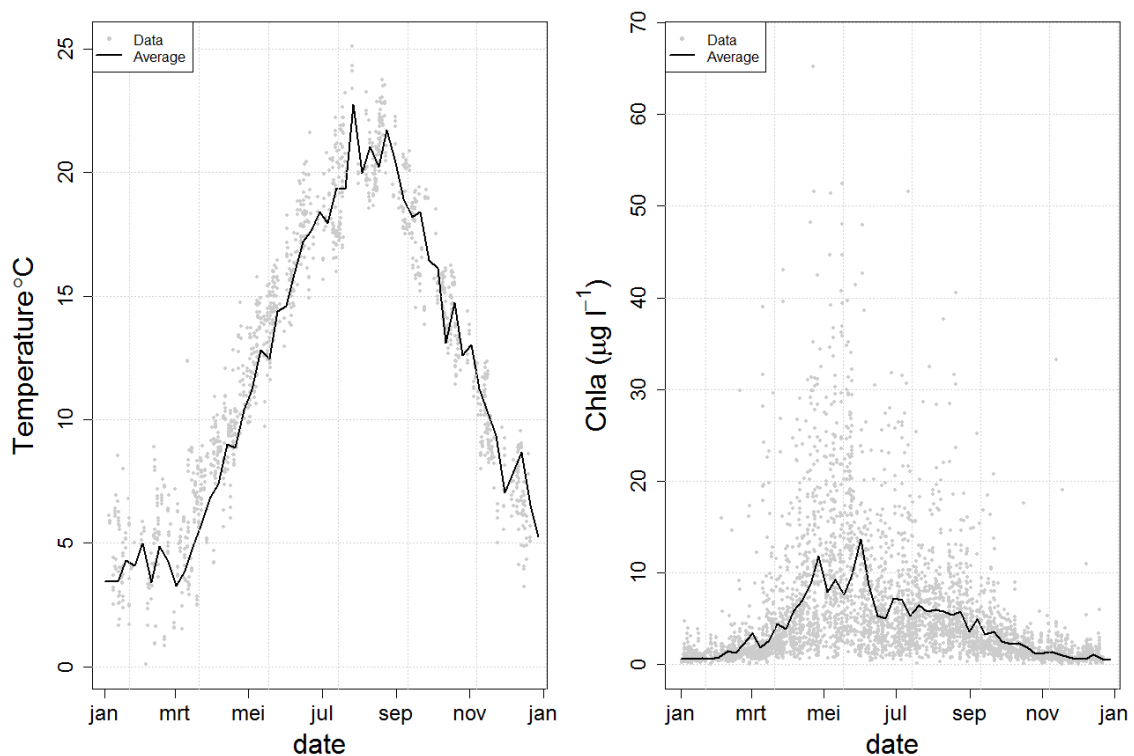 Data
Average
Temperature°C
25
20
15
10
5
0
jan mrt mei jul sep nov jan
date
Data
Average
Chla (μg l⁻¹)
70
60
50
40
30
20
10
0
jan mrt mei jul sep nov jan
date